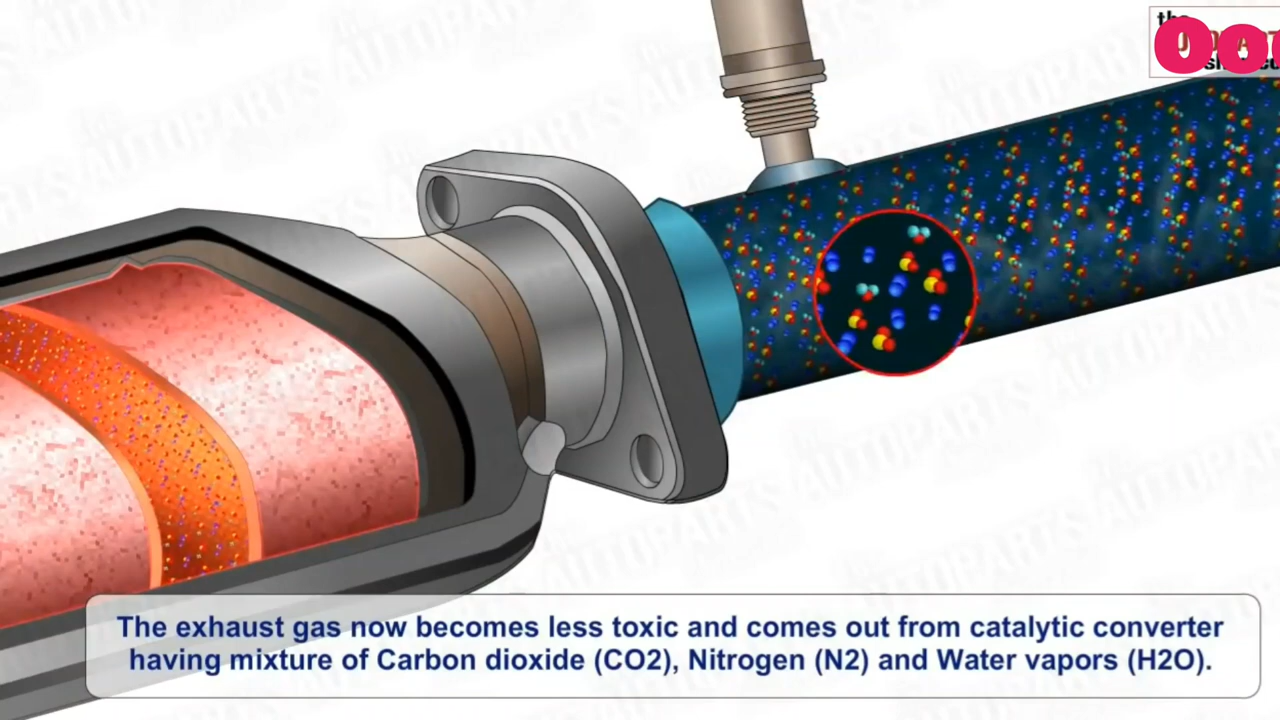 the
The exhaust gas now becomes less toxic and comes out from catalytic converter
having mixture of Carbon dioxide (CO2), Nitrogen (N2) and Water vapors (H2O).